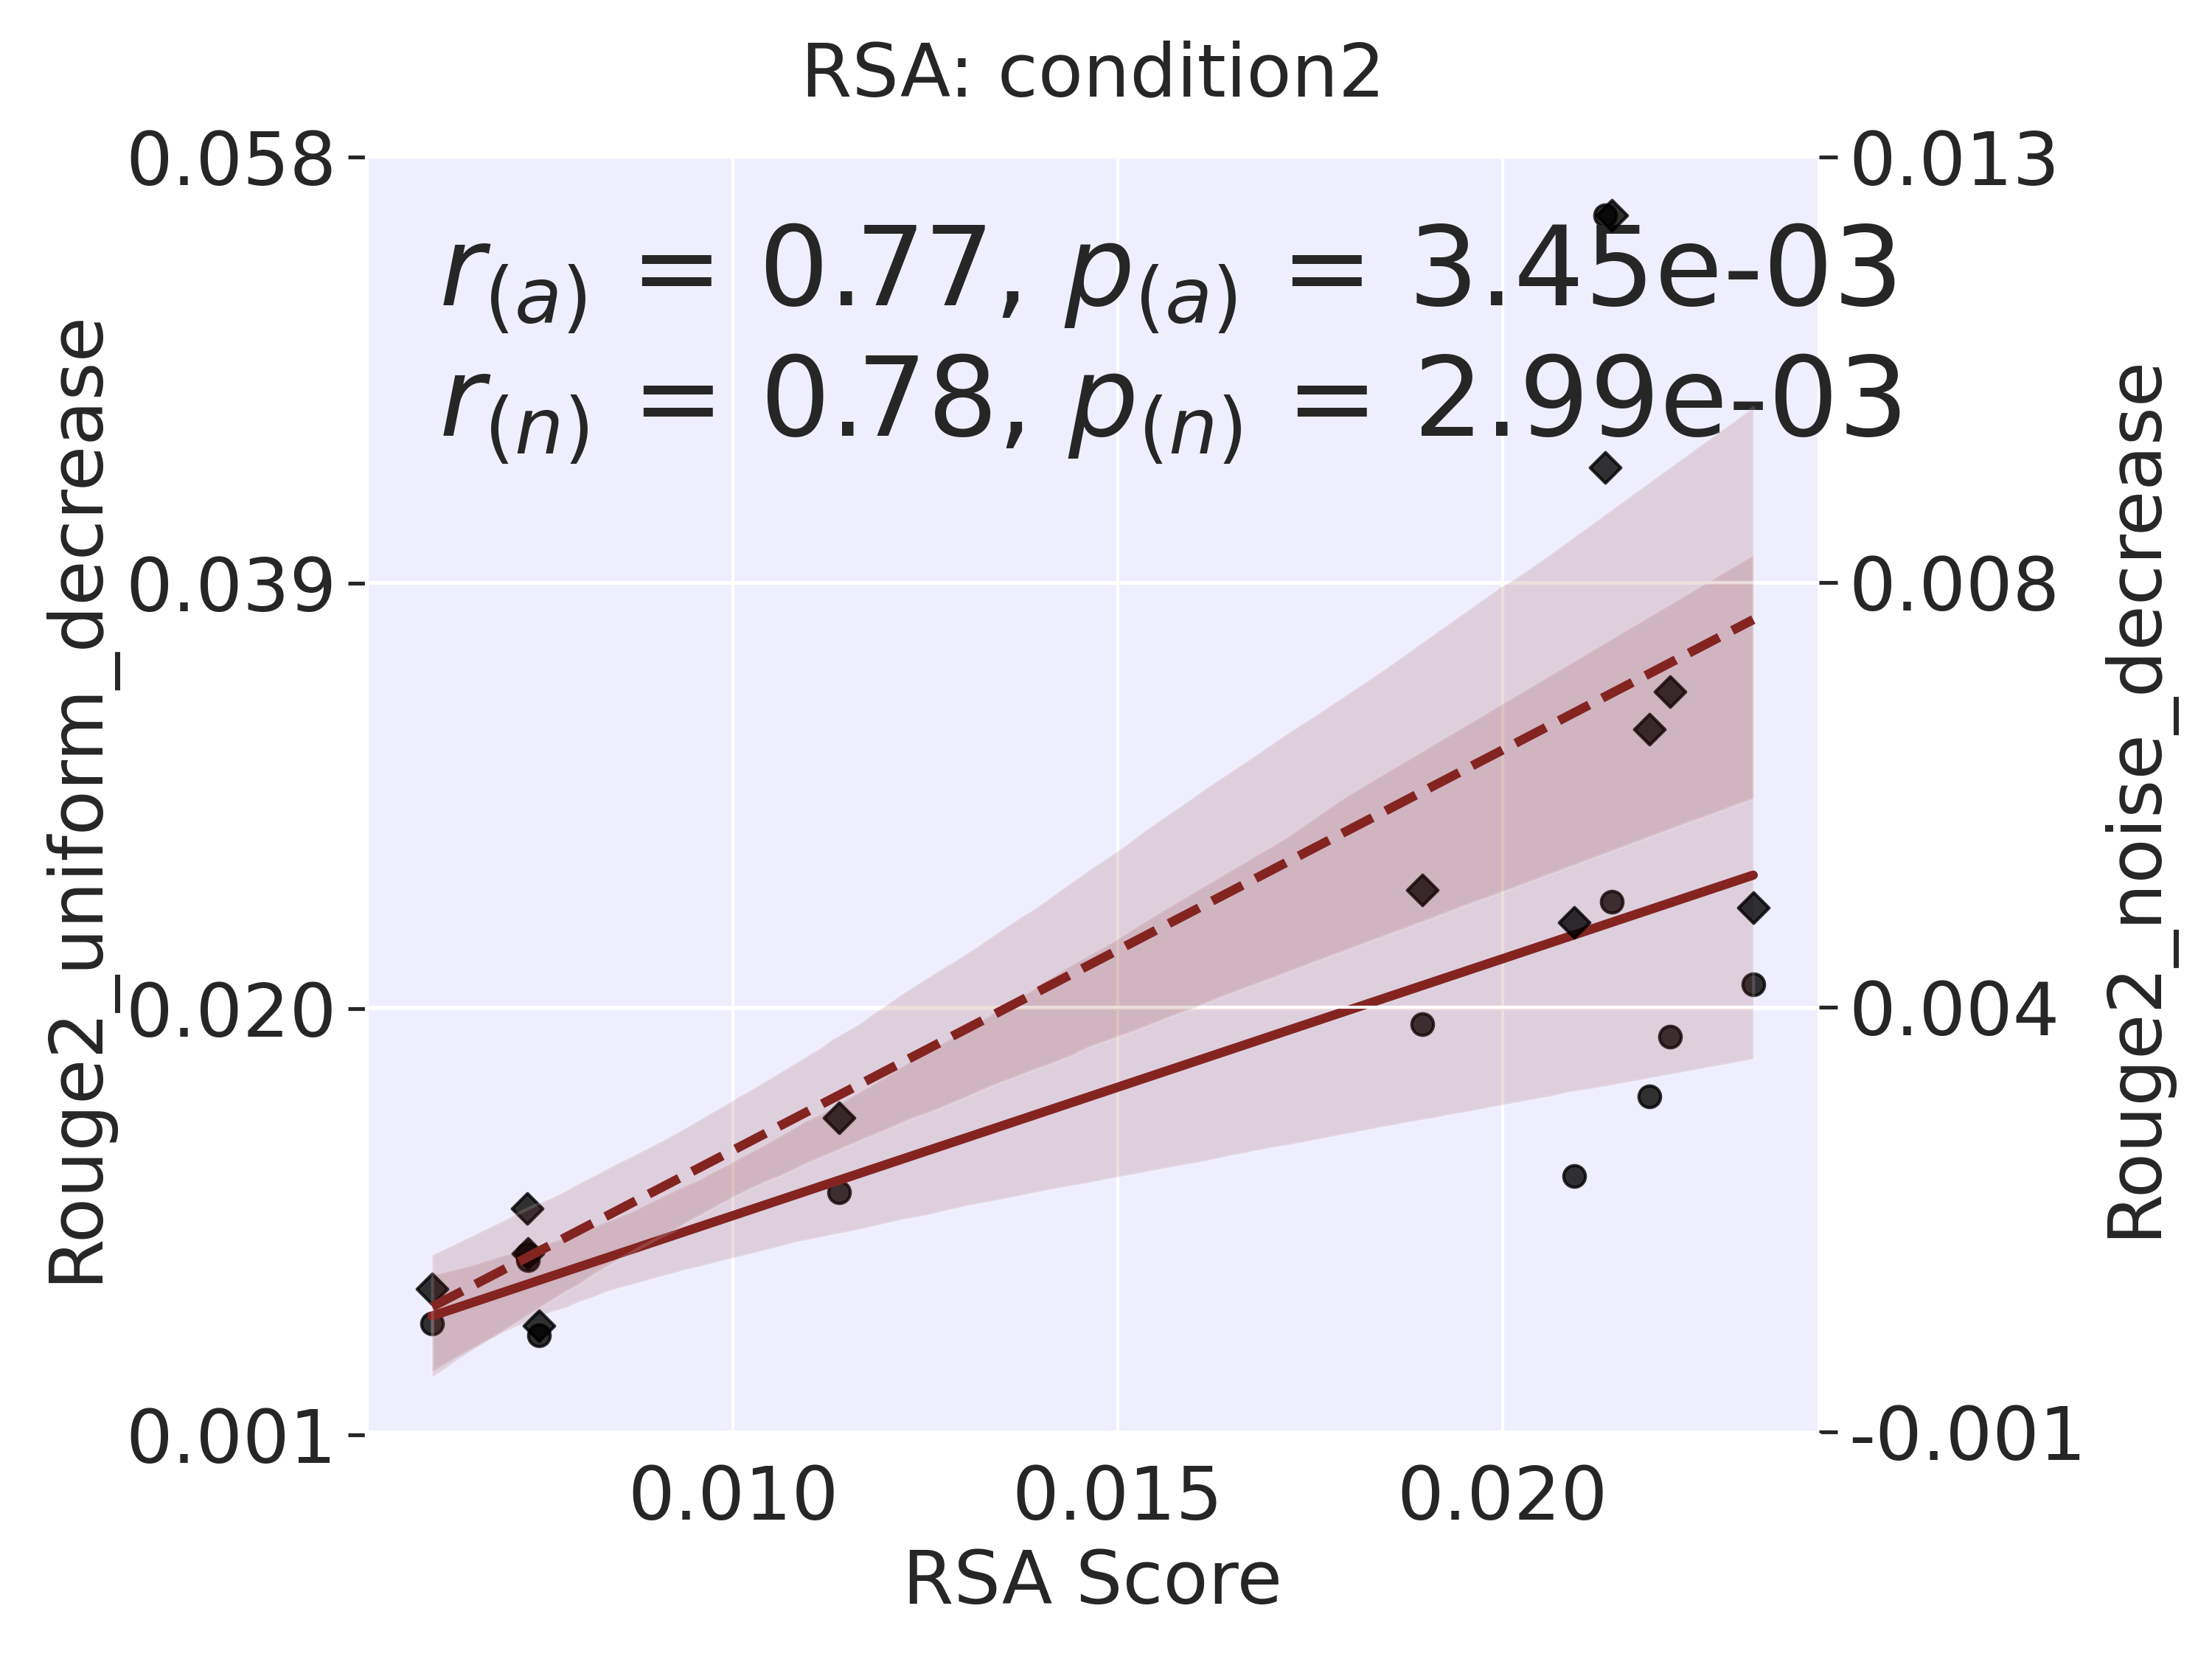 RSA: condition2
0.058
0.039
0.020
0.001
Rouge2_uniform_decrease
r(a) = 0.77, p(a) = 3.45e-03
r(n) = 0.78, p(n) = 2.99e-03
0.013
0.008
0.004
-0.001
Rouge2_noise_decrease
0.010 0.015 0.020
RSA Score